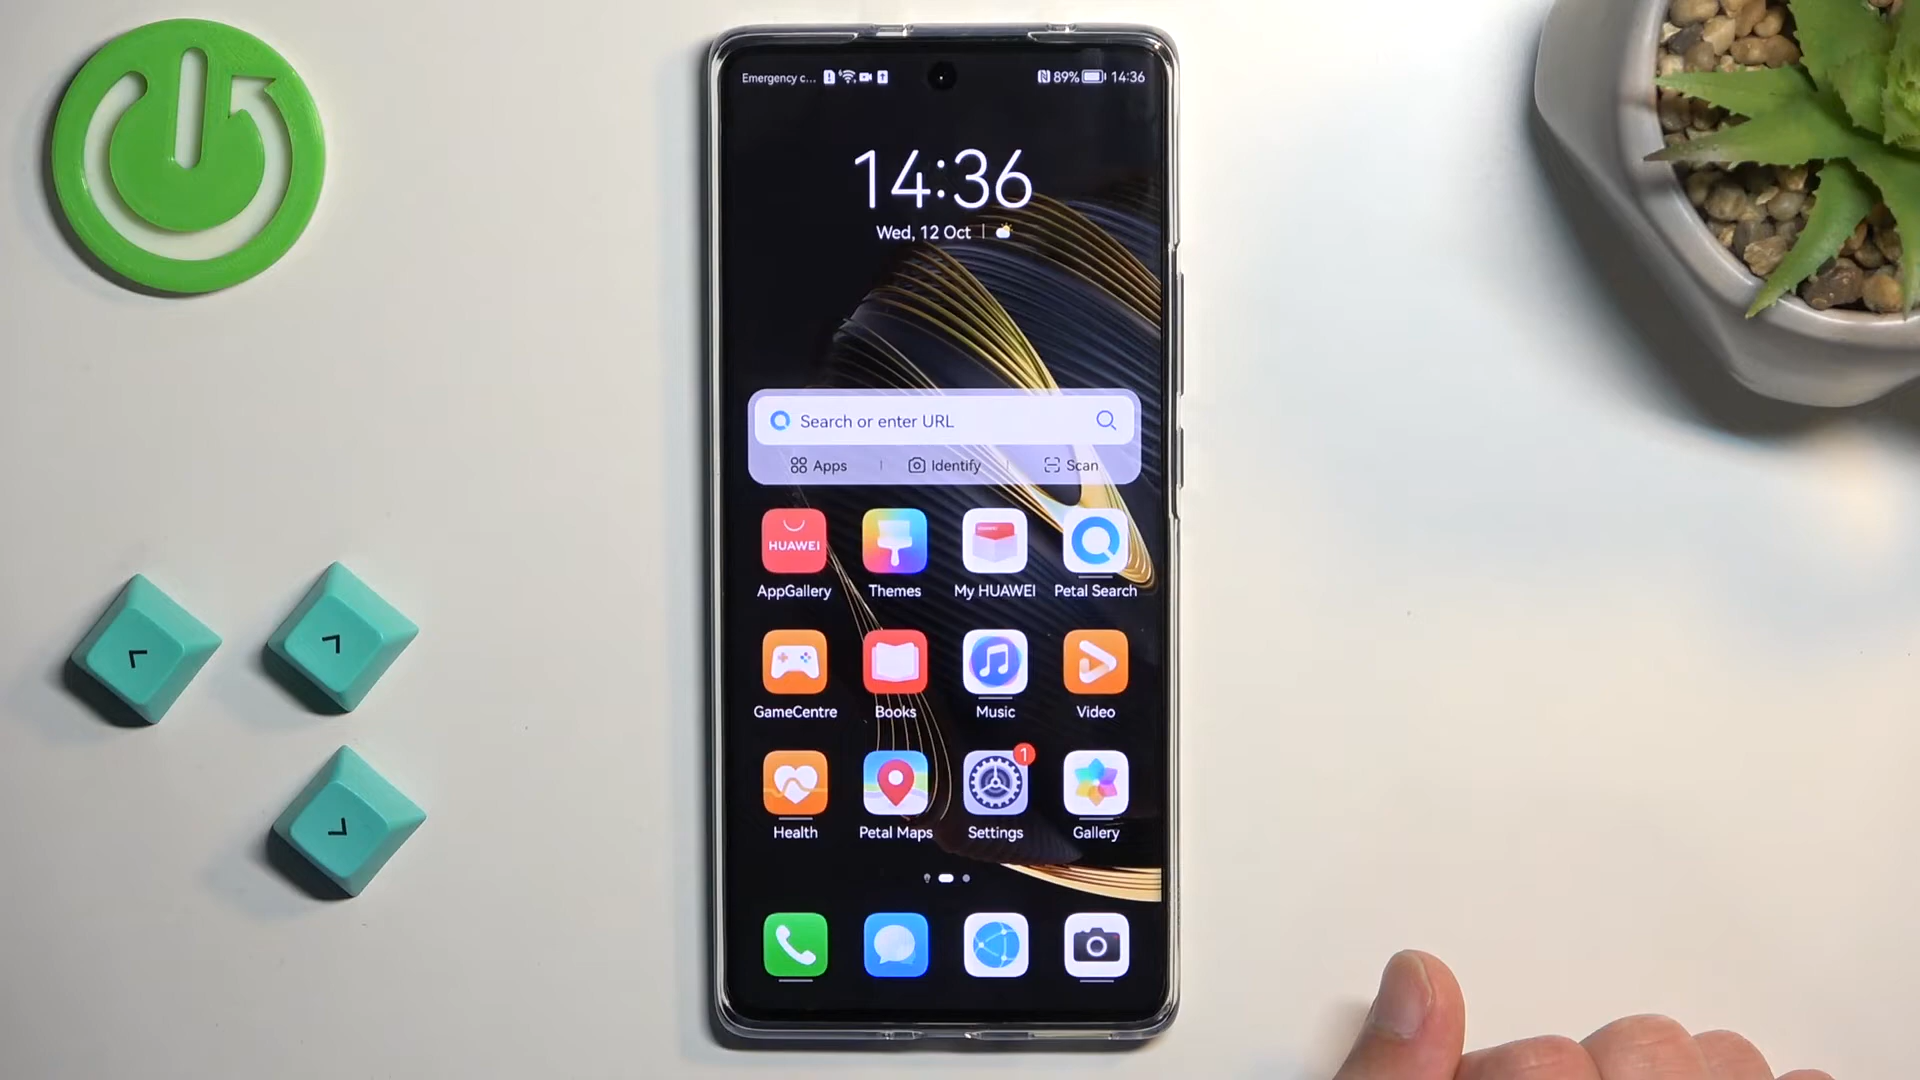 Emergency c... 89% 14:36
14:36
Wed, 12 Oct
Search or enter URL
Apps Identify Scan
HUAWEI
AppGallery Themes My HUAWEI Petal Search
GameCentre Books Music Video
1
Health Petal Maps Settings Gallery